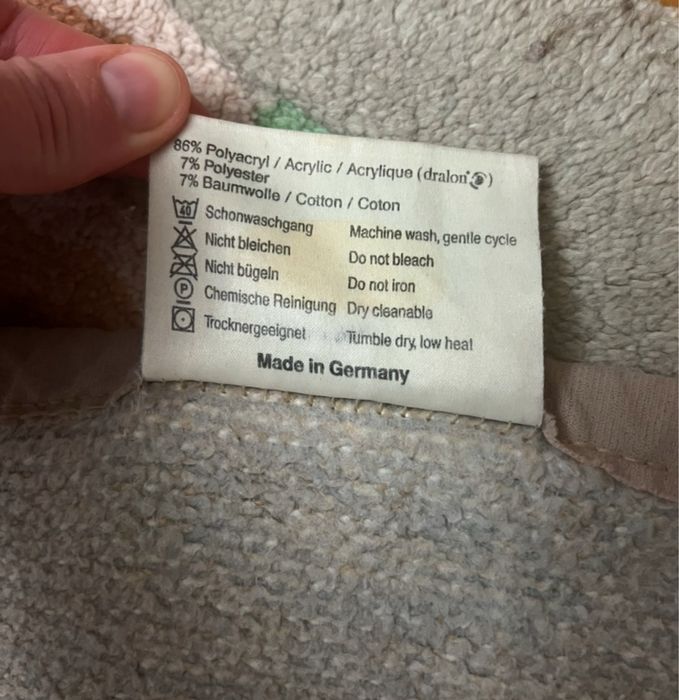 86% Polyacryl / Acrylic / Acrylique (dralon)
7% Polyester
7% Baumwolle / Cotton / Coton
40 Schonwaschgang Machine wash, gentle cycle
Nicht bleichen Do not bleach
Nicht bügeln Do not iron
P Chemische Reinigung Dry cleanable
Trocknergeeignet Tumble dry, low heat
Made in Germany